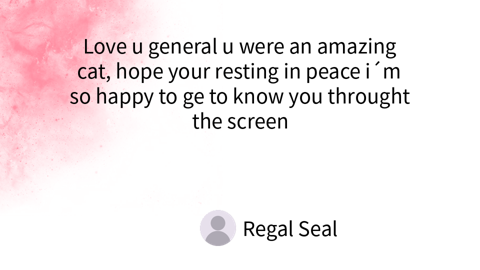 Love u general u were an amazing
cat, hope your resting in peace i´m
so happy to ge to know you throught
the screen
Regal Seal